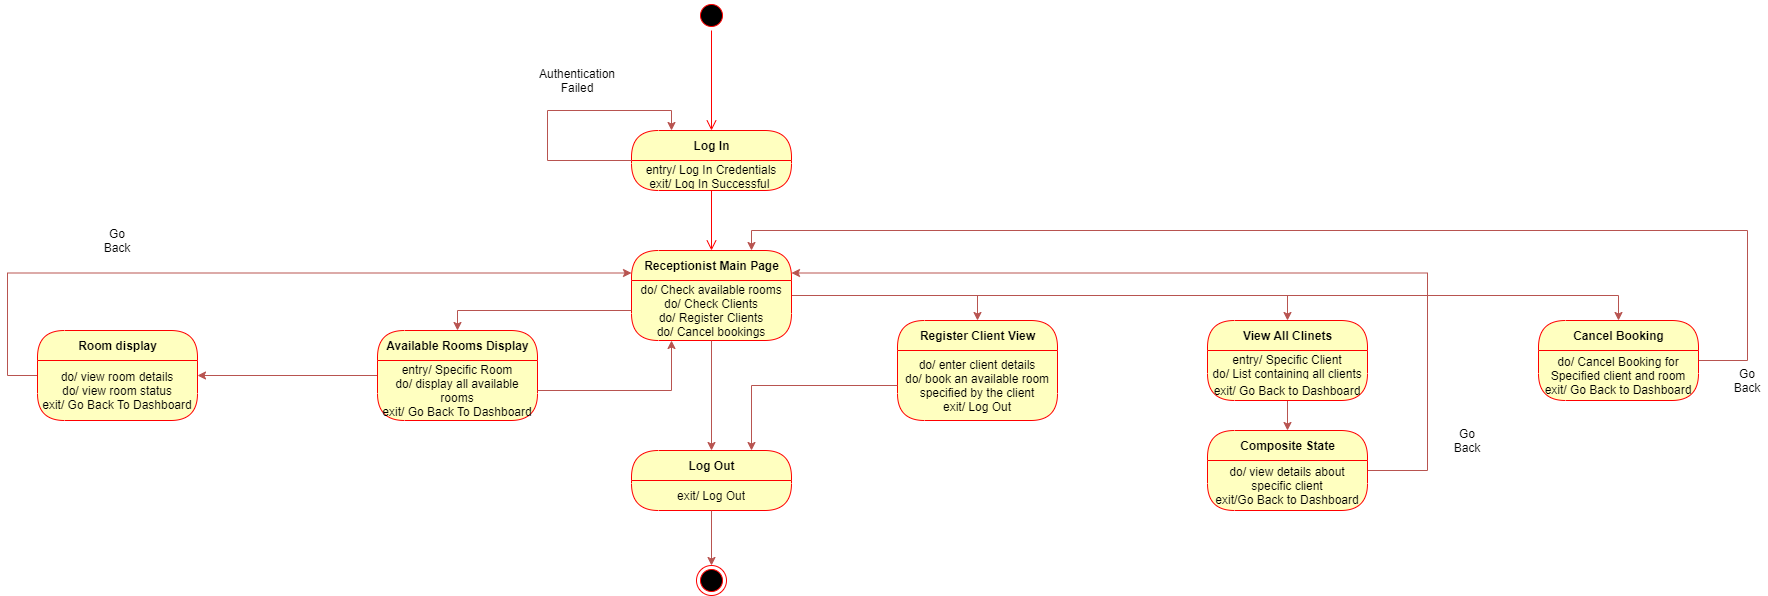 Authentication
Failed
Log In
entry/ Log In Credentials
exit/ Log In Successful
Go
Back
Receptionist Main Page
do/ Check available rooms
do/ Check Clients
do/ Register Clients
do/ Cancel bookings
Room display
do/ view room details
do/ view room status
exit/ Go Back To Dashboard
Available Rooms Display
entry/ Specific Room
do/ display all available
rooms
exit/ Go Back To Dashboard
Register Client View
do/ enter client details
do/ book an available room
specified by the client
exit/ Log Out
View All Clinets
entry/ Specific Client
do/ List containing all clients
exit/ Go Back to Dashboard
Cancel Booking
do/ Cancel Booking for
Specified client and room
exit/ Go Back to Dashboard
Go
Back
Log Out
exit/ Log Out
Composite State
do/ view details about
specific client
exit/Go Back to Dashboard
Go
Back